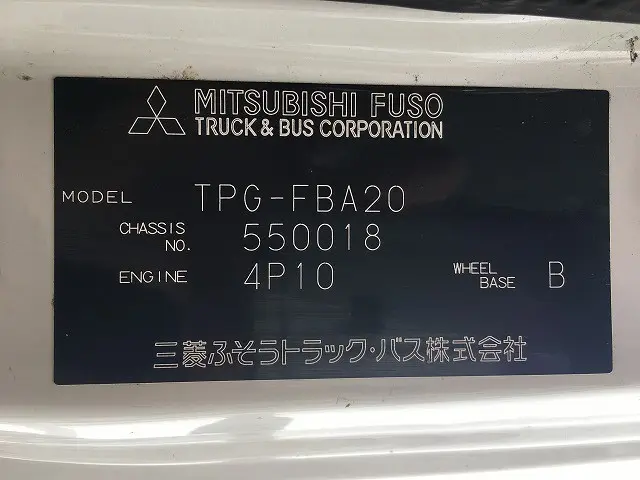 MITSUBISHI FUSO
TRUCK & BUS CORPORATION
MODEL TPG-FBA20
CHASSIS NO. 550018
ENGINE 4P10 WHEEL BASE B
三菱ふそうトラック・バス株式会社